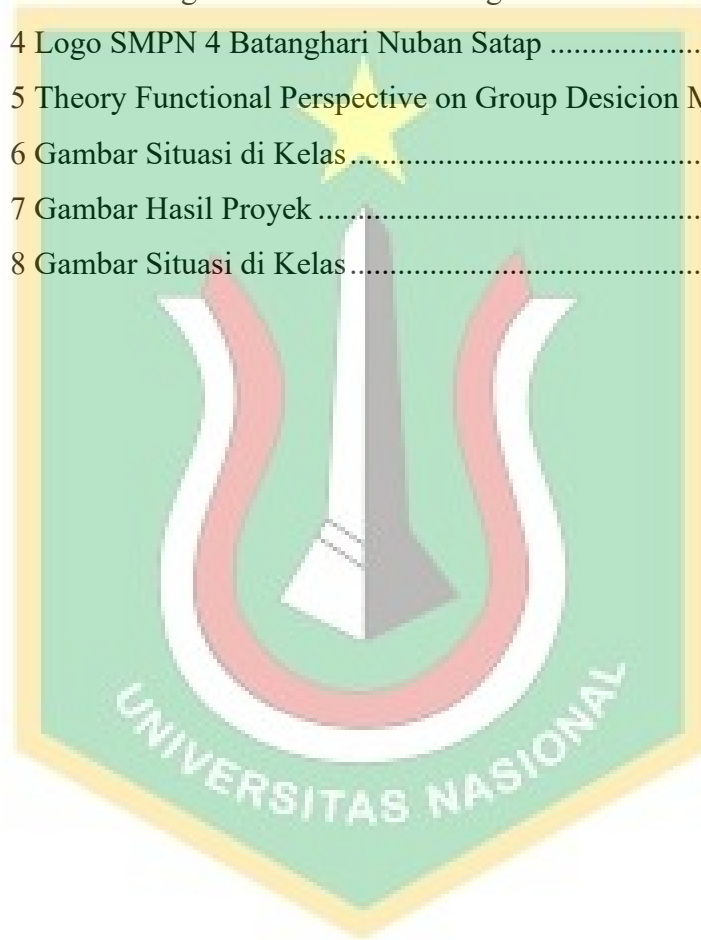 4 Logo SMPN 4 Batanghari Nuban Satap ...................
5 Theory Functional Perspective on Group Desicion M
6 Gambar Situasi di Kelas............................................
7 Gambar Hasil Proyek ................................................
8 Gambar Situasi di Kelas............................................
UNIVERSITAS NASIONAL